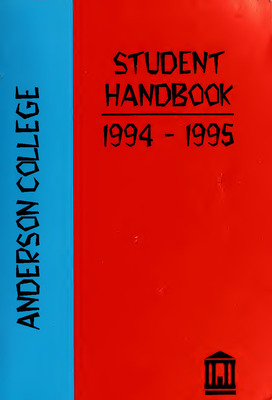 ANDERSON COLLEGE
STUDENT
HANDBOOK
1994 - 1995